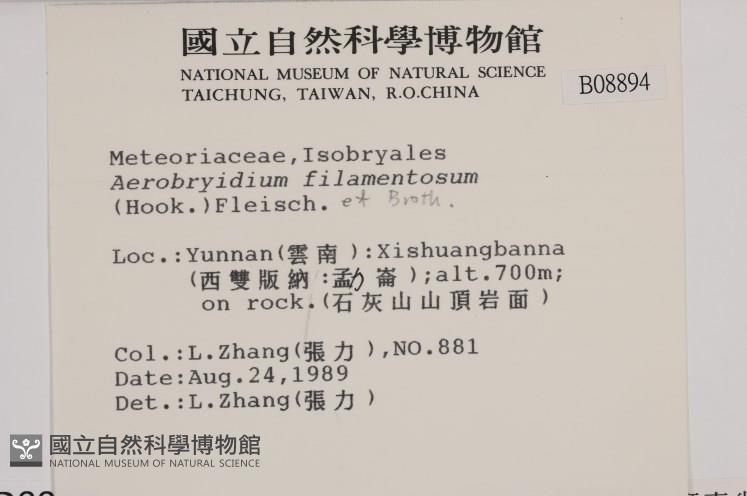 國立自然科學博物館
NATIONAL MUSEUM OF NATURAL SCIENCE
TAICHUNG, TAIWAN, R.O.CHINA
B08894
Meteoriaceae,Isobryales
Aerobryidium filamentosum
(Hook.)Fleisch. et Broth.
Loc.:Yunnan(雲南):Xishuangbanna
(西雙版納:勐崙);alt.700m;
on rock.(石灰山山頂岩面)
Col.:L.Zhang(張力),NO.881
Date:Aug.24,1989
Det.:L.Zhang(張力)
國立自然科學博物館
NATIONAL MUSEUM OF NATURAL SCIENCE